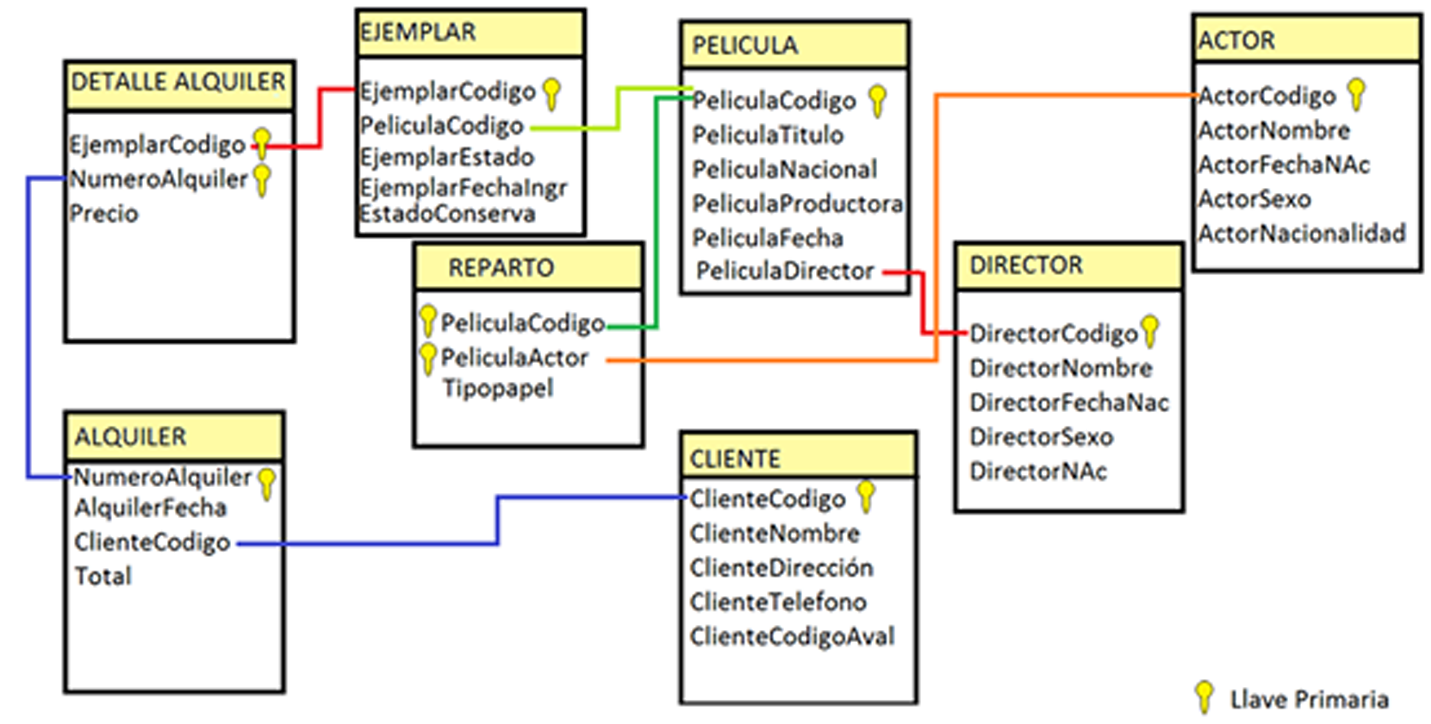 DETALLE ALQUILER
EjemplarCodigo
NumeroAlquiler
Precio
EJEMPLAR
EjemplarCodigo
PeliculaCodigo
EjemplarEstado
EjemplarFechaIngr
EstadoConserva
PELICULA
PeliculaCodigo
PeliculaTitulo
PeliculaNacional
PeliculaProductora
PeliculaFecha
PeliculaDirector
ACTOR
ActorCodigo
ActorNombre
ActorFechaNAc
ActorSexo
ActorNacionalidad
REPARTO
PeliculaCodigo
PeliculaActor
Tipopapel
DIRECTOR
DirectorCodigo
DirectorNombre
DirectorFechaNac
DirectorSexo
DirectorNAc
ALQUILER
NumeroAlquiler
AlquilerFecha
ClienteCodigo
Total
CLIENTE
ClienteCodigo
ClienteNombre
ClienteDirección
ClienteTelefono
ClienteCodigoAval
Llave Primaria